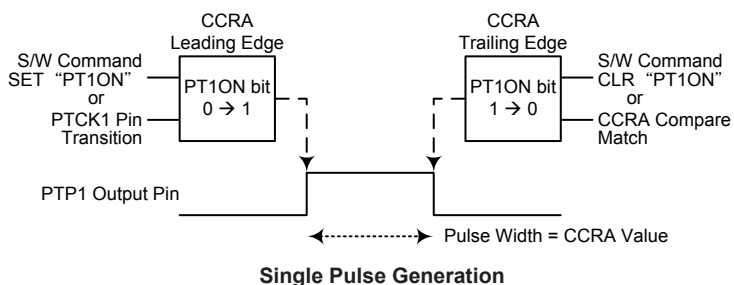 CCRA
Leading Edge
S/W Command
SET “PT1ON”
or
PTCK1 Pin
Transition
PT1ON bit
0 → 1
CCRA
Trailing Edge
PT1ON bit
1 → 0
S/W Command
CLR “PT1ON”
or
CCRA Compare
Match
PTP1 Output Pin
Pulse Width = CCRA Value
Single Pulse Generation